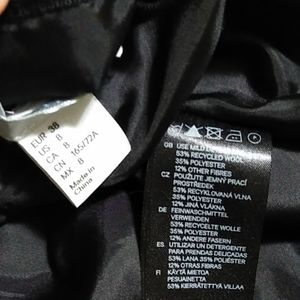 EUR 38
US 8
CA 8
CN 165/72A
MX 8
Made in
China
GB USE MILD
53% RECYCLED WOOL
35% POLYESTER
12% OTHER FIBRES
CZ POUŽIJTE JEMNÝ PRACÍ
PROSTŘEDEK
53% RECYKLOVANÁ VLNA
35% POLYESTER
12% JINÁ VLÁKNA
DE FEINWASCHMITTEL
VERWENDEN
53% RECYCELTE WOLLE
35% POLYESTER
12% ANDERE FASERN
ES UTILIZAR UN DETERGENTE
PARA PRENDAS DELICADAS
53% LANA 35% POLIÉSTER
12% OTRAS FIBRAS
FI KÄYTÄ MIETOA
PESUAINETTA
53% KIERRÄTETTYÄ VILLAA